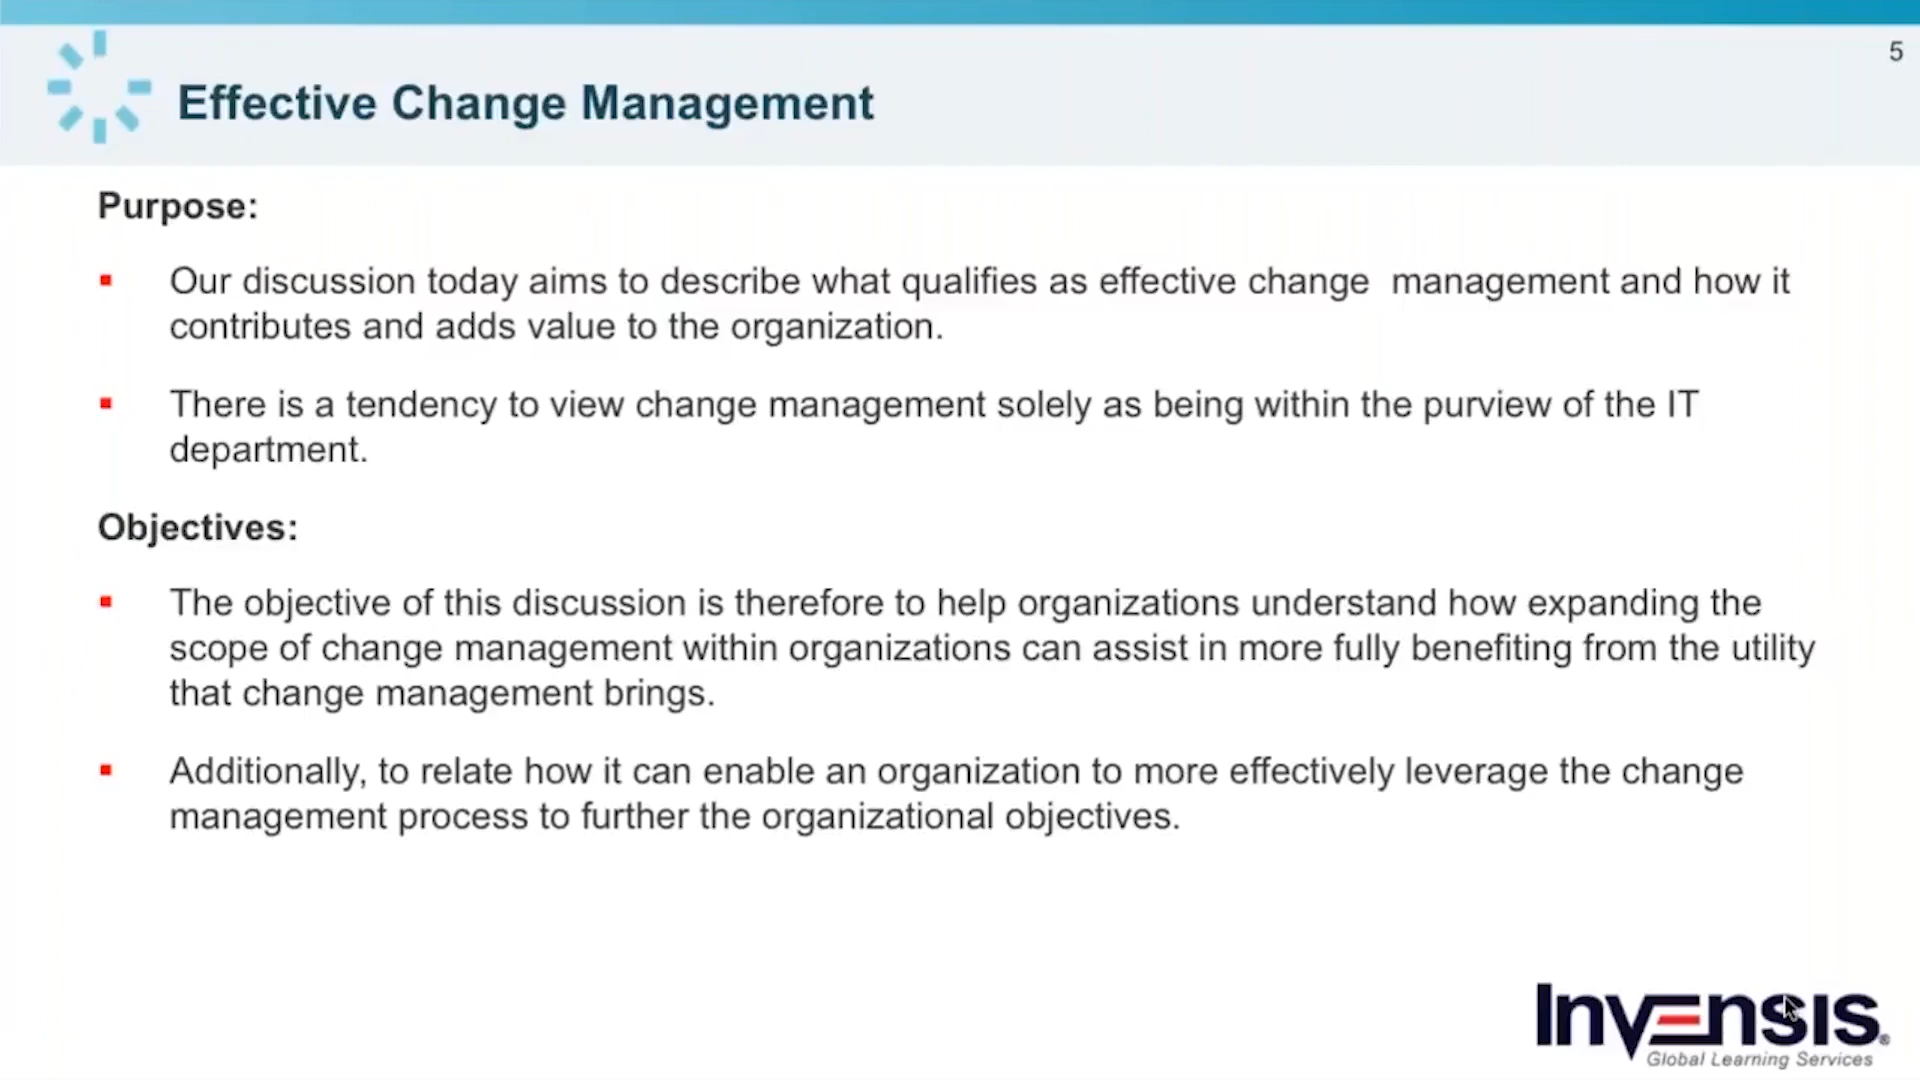 5
Effective Change Management
Purpose:
Our discussion today aims to describe what qualifies as effective change  management and how it
contributes and adds value to the organization.
There is a tendency to view change management solely as being within the purview of the IT
department.
Objectives:
The objective of this discussion is therefore to help organizations understand how expanding the
scope of change management within organizations can assist in more fully benefiting from the utility
that change management brings.
Additionally, to relate how it can enable an organization to more effectively leverage the change
management process to further the organizational objectives.
Invensis®
Global Learning Services